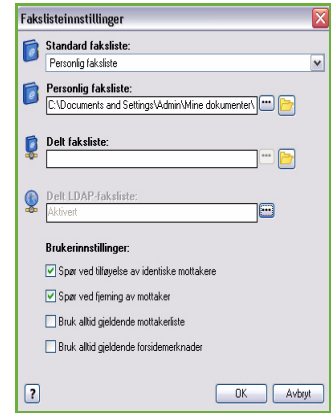 Fakslisteinnstillinger
Standard faksliste:
Personlig faksliste
Personlig faksliste:
C:\Documents and Settings\Admin\Mine dokumenter\
Delt faksliste:
Delt LDAP-faksliste:
Aktivert
Brukerinnstillinger:
Spør ved tilføyelse av identiske mottakere
Spør ved fjerning av mottaker
Bruk alltid gjeldende mottakerliste
Bruk alltid gjeldende forsidemerknader
?
OK
Avbryt